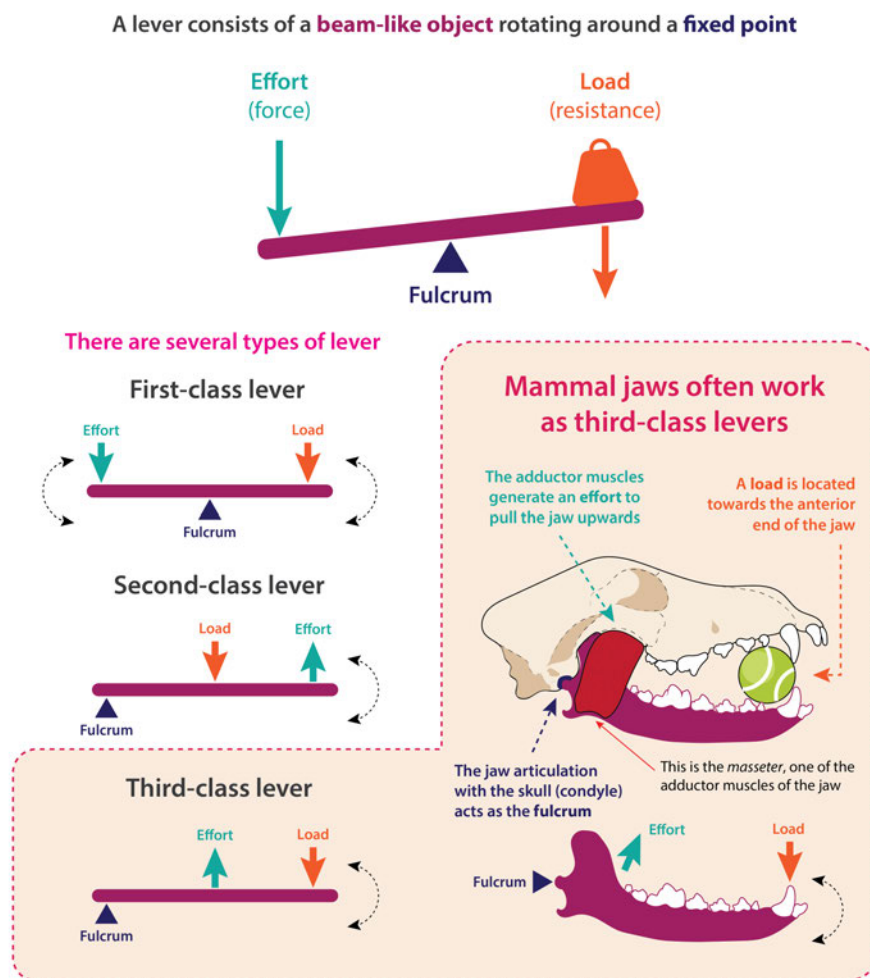 A lever consists of a beam-like object rotating around a fixed point
Effort
(force)
Load
(resistance)
Fulcrum
There are several types of lever
First-class lever
Effort
Load
Fulcrum
Second-class lever
Load
Effort
Fulcrum
Third-class lever
Effort
Load
Fulcrum
Mammal jaws often work
as third-class levers
The adductor muscles
generate an effort to
pull the jaw upwards
A load is located
towards the anterior
end of the jaw
The jaw articulation
with the skull (condyle)
acts as the fulcrum
This is the masseter, one of the
adductor muscles of the jaw
Effort
Load
Fulcrum